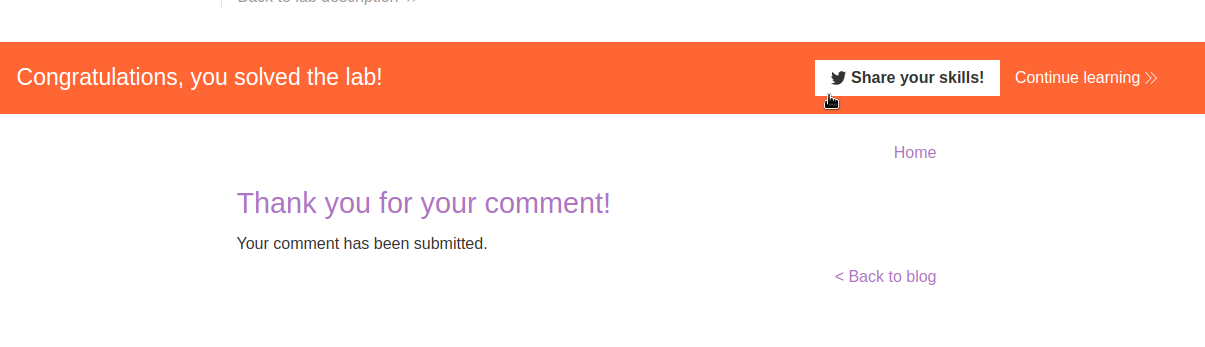 Back to lab description »
Congratulations, you solved the lab!
Share your skills!
Continue learning »
Home
Thank you for your comment!
Your comment has been submitted.
< Back to blog